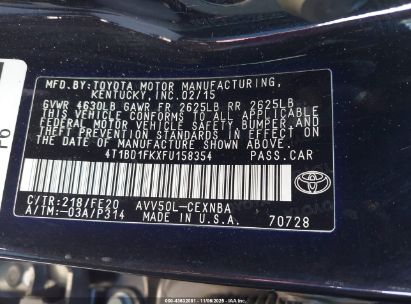 MFD.BY:TOYOTA MOTOR MANUFACTURING,
KENTUCKY, INC. 02/15
GVWR 4630LB GAWR FR 2625LB RR 2625LB
THIS VEHICLE CONFORMS TO ALL APPLICABLE
FEDERAL MOTOR VEHICLE SAFETY, BUMPER, AND
THEFT PREVENTION STANDARDS IN EFFECT ON
THE DATE OF MANUFACTURE SHOWN ABOVE.
4T1BD1FKXFU158354 PASS.CAR
C/TR:218/FE20 AVV50L-CEXNBA
A/TM:-03A/P314 MADE IN U.S.A. 70728
TOYOTA